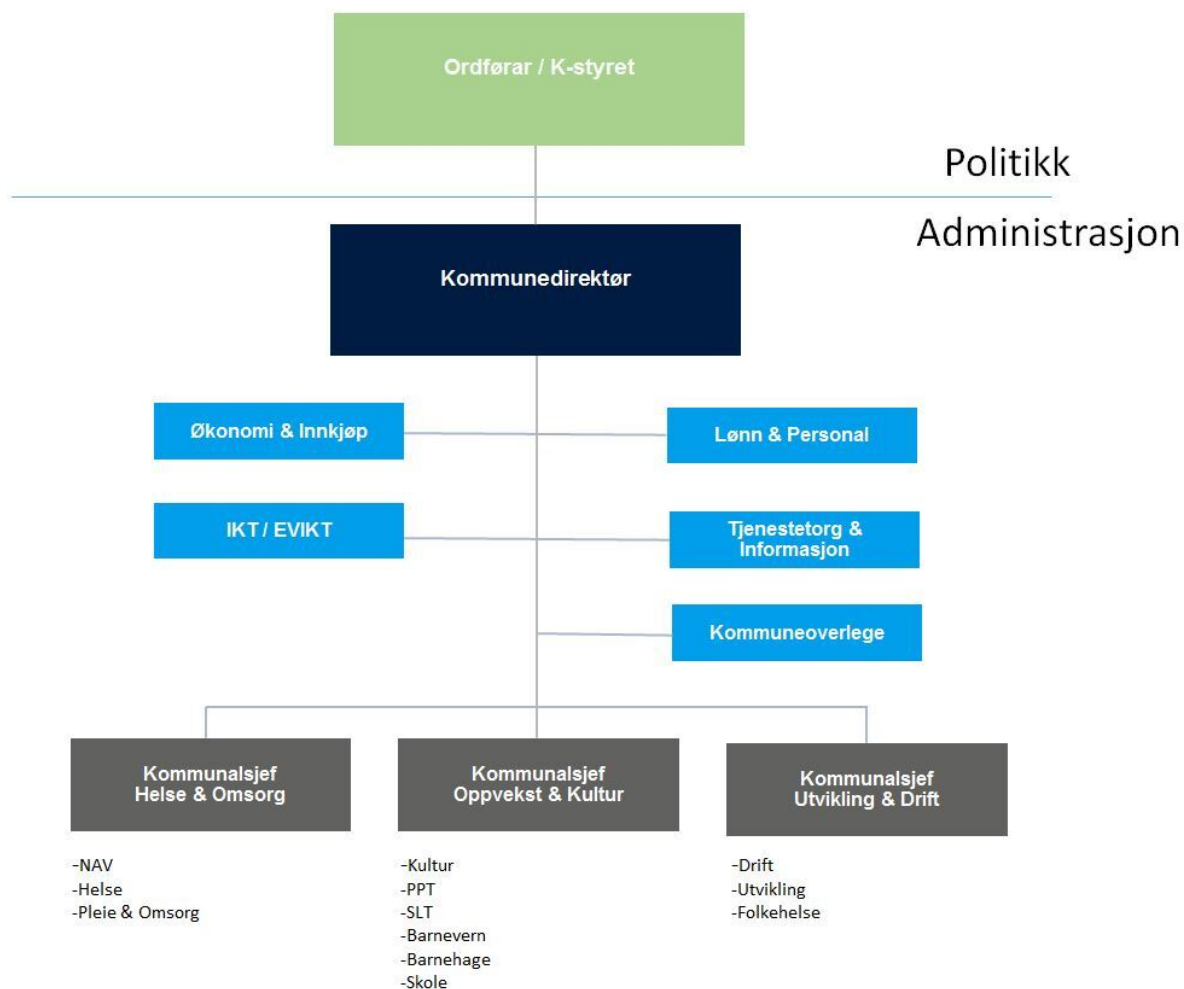 Ordførar / K-styret
Politikk
Administrasjon
Kommunedirektør
Økonomi & Innkjøp
Lønn & Personal
IKT / EVIKT
Tjenestetorg &
Informasjon
Kommuneoverlege
Kommunalsjef
Helse & Omsorg
-NAV
-Helse
-Pleie & Omsorg
Kommunalsjef
Oppvekst & Kultur
-Kultur
-PPT
-SLT
-Barnevern
-Barnehage
-Skole
Kommunalsjef
Utvikling & Drift
-Drift
-Utvikling
-Folkehelse